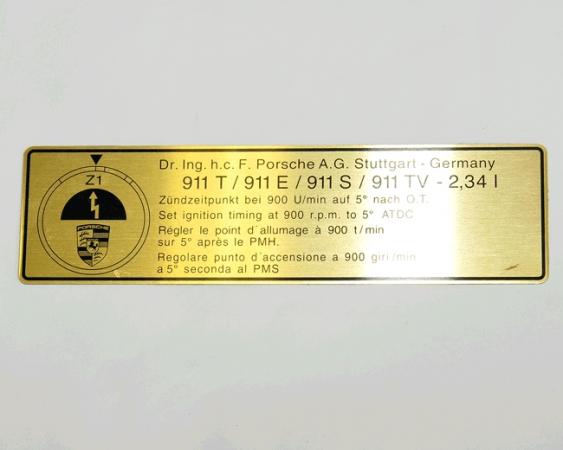 Z1
PORSCHE
Dr. Ing. h.c. F. Porsche A.G. Stuttgart - Germany
911 T / 911 E / 911 S / 911 TV - 2,34 l
Zündzeitpunkt bei 900 U/min auf 5° nach O.T.
Set ignition timing at 900 r.p.m. to 5° ATDC
Régler le point d´allumage à 900 t/min
sur 5° après le PMH.
Regolare punto d´accensione a 900 giri/min
a 5° seconda al PMS